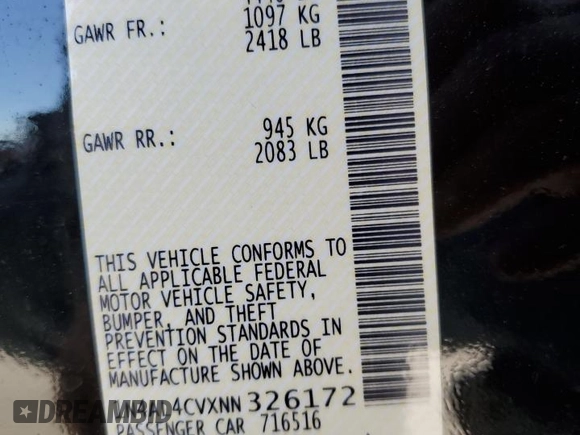 1097 KG
GAWR FR.: 2418 LB
945 KG
GAWR RR.: 2083 LB
THIS VEHICLE CONFORMS TO
ALL APPLICABLE FEDERAL
MOTOR VEHICLE SAFETY,
BUMPER, AND THEFT
PREVENTION STANDARDS IN
EFFECT ON THE DATE OF
MANUFACTURE SHOWN ABOVE.
4CVXNN326172
PASSENGER CAR 716516
DREAMBID